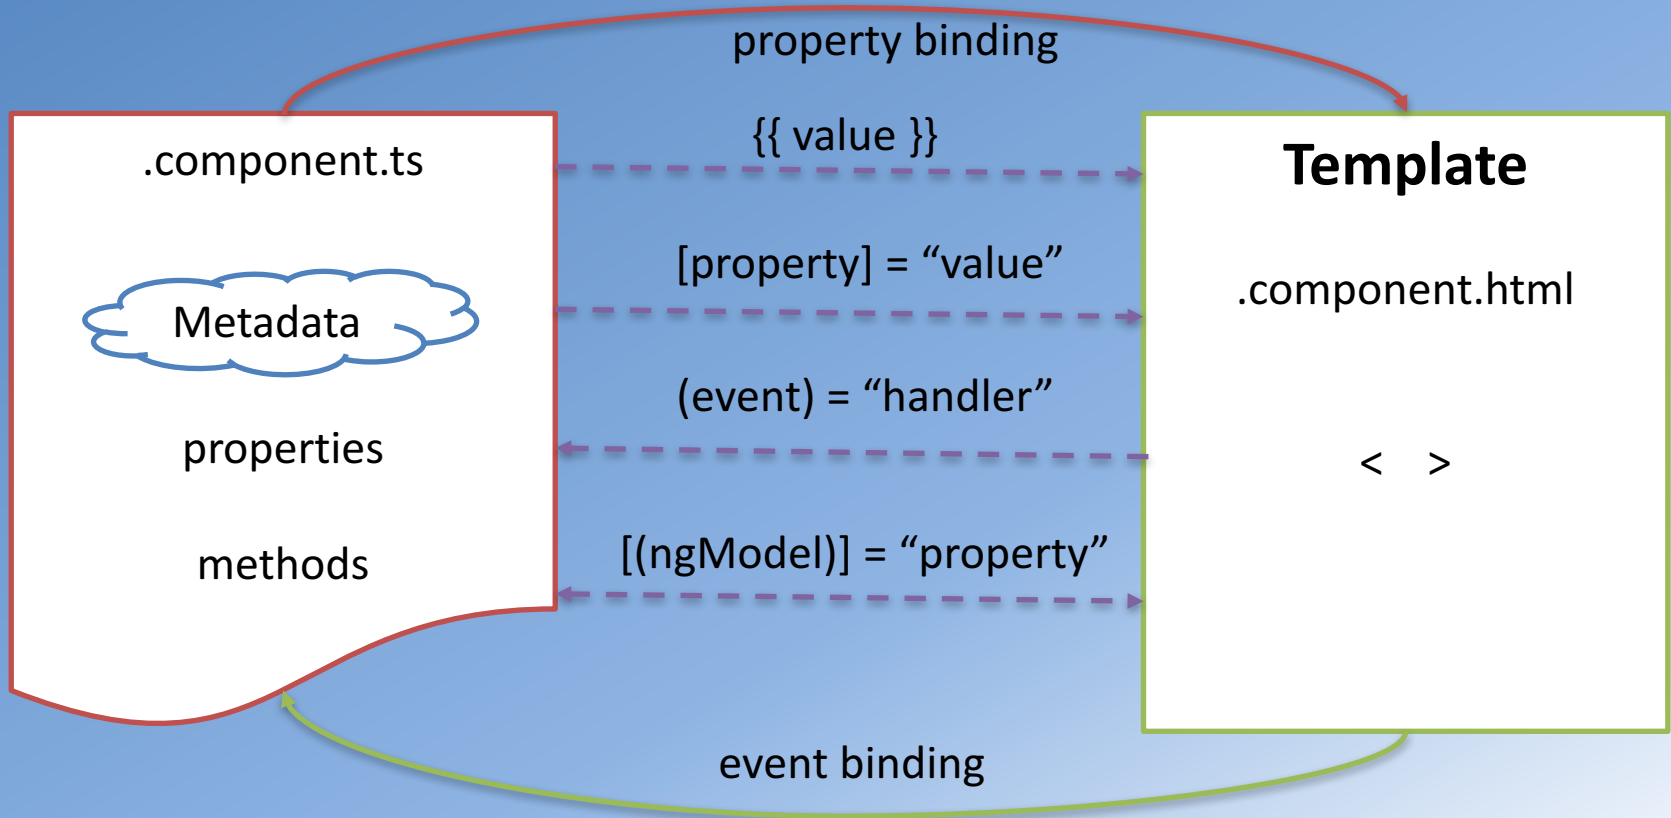 property binding
.component.ts
{{ value }}
Template
[property] = “value”
.component.html
Metadata
(event) = “handler”
properties
< >
[(ngModel)] = “property”
methods
event binding